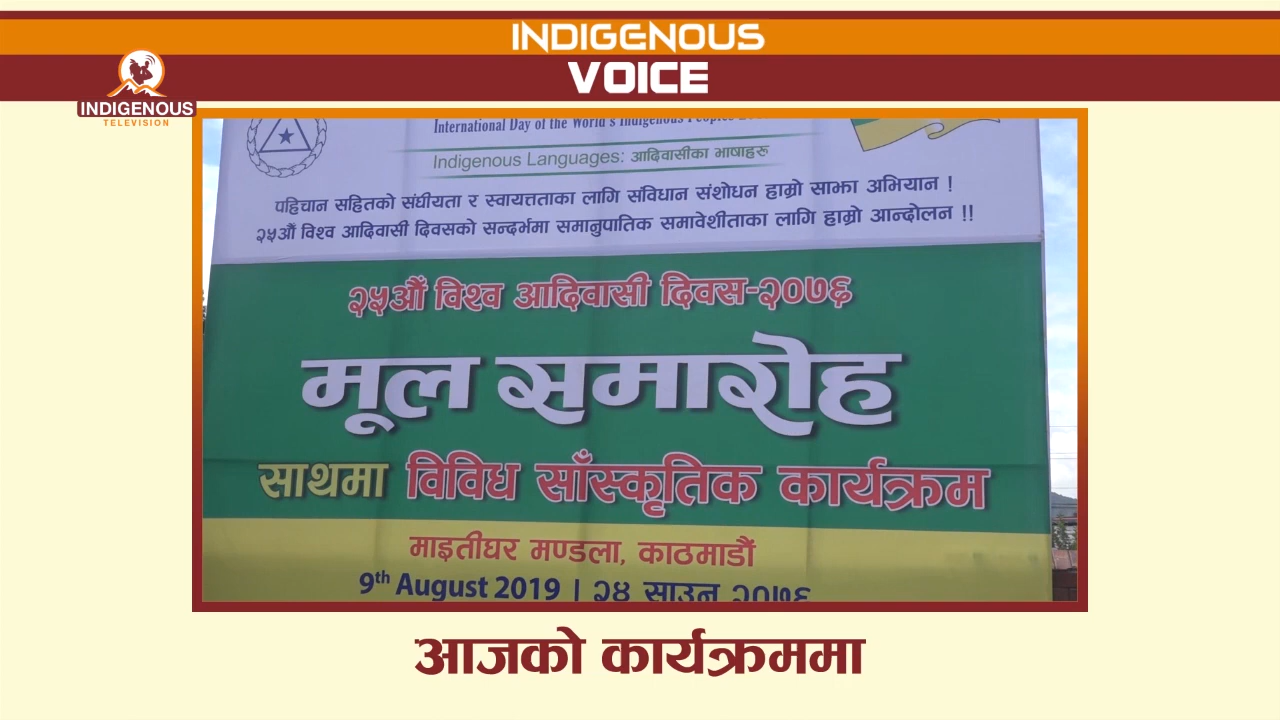 INDIGENOUS
VOICE
INDIGENOUS
TELEVISION
International Day of the World's Indigenous Peoples
Indigenous Languages: आदिवासीका भाषाहरु
पहिचान सहितको संघीयता र स्वायत्तताका लागि संविधान संशोधन हाम्रो साझा अभियान !
२५औं विश्व आदिवासी दिवसको सन्दर्भमा समानुपातिक समावेशीताका लागि हाम्रो आन्दोलन !!
२५औं विश्व आदिवासी दिवस-२०७६
मूल समारोह
साथमा विविध साँस्कृतिक कार्यक्रम
माइतीघर मण्डला, काठमाडौं
9th August 2019 | २४ साउन २०७६
आजको कार्यक्रममा